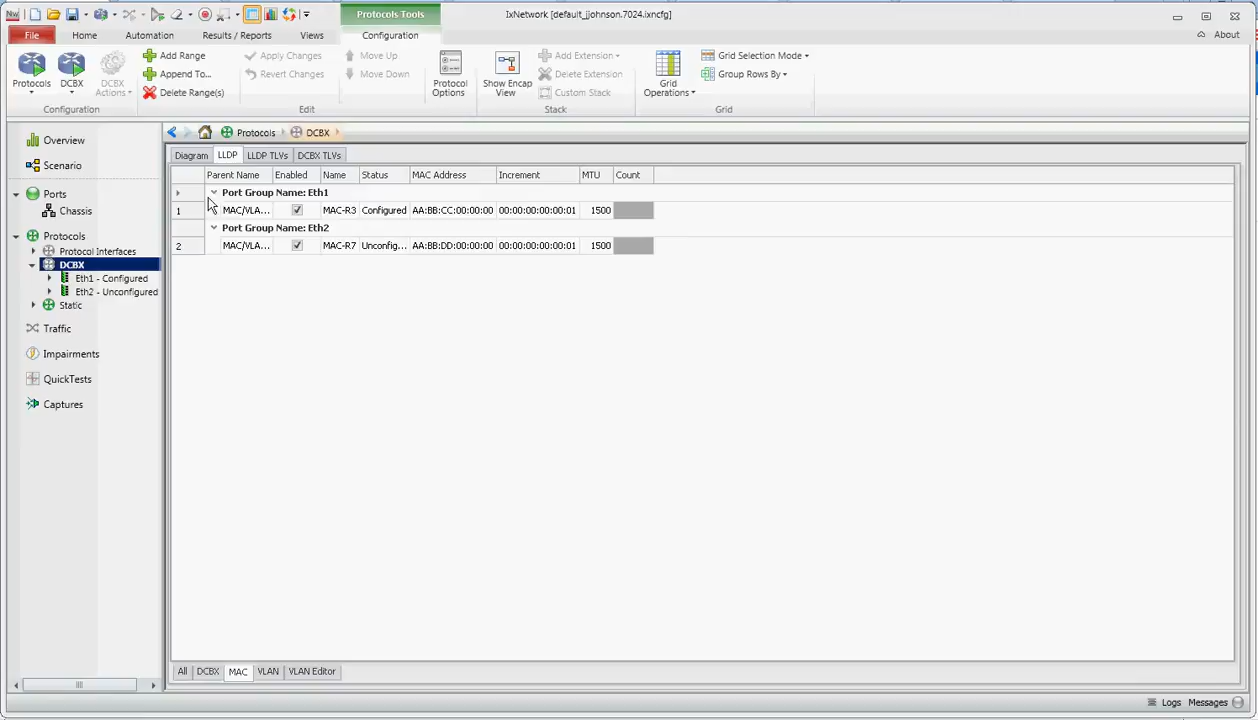 Nw
Protocols Tools
IxNetwork [default_jjohnson.7024.ixncfg]
File Home Automation Results / Reports Views Configuration About
Add Range Apply Changes Move Up Add Extension Grid Selection Mode
Append To... Revert Changes Move Down Delete Extension Group Rows By
Delete Range(s) Custom Stack
Protocols DCBX DCBX Actions Protocol Options Show Encap View Grid Operations
Configuration Edit Stack Grid
Protocols DCBX
Overview
Scenario
Ports
Chassis
Protocols
Protocol Interfaces
DCBX
Eth1 - Configured
Eth2 - Unconfigured
Static
Traffic
Impairments
QuickTests
Captures
Diagram LLDP LLDP TLVs DCBX TLVs
Parent Name Enabled Name Status MAC Address Increment MTU Count
Port Group Name: Eth1
1 MAC/VLA... MAC-R3 Configured AA:BB:CC:00:00:00 00:00:00:00:00:01 1500
Port Group Name: Eth2
2 MAC/VLA... MAC-R7 Unconfig... AA:BB:DD:00:00:00 00:00:00:00:00:01 1500
All DCBX MAC VLAN VLAN Editor
Logs Messages